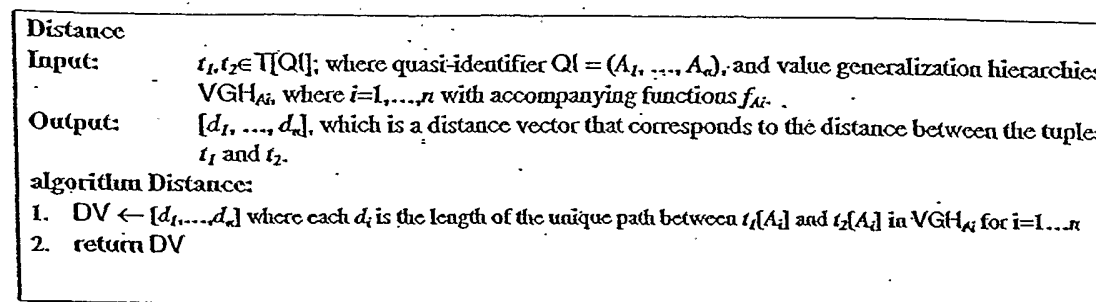 Distance
Input: t₁,t₂∈T[QI]; where quasi-identifier QI = (A₁, ..., Aₙ), and value generalization hierarchies
VGH_Ai, where i=1,...,n with accompanying functions f_Ai.
Output: [d₁, ..., dₙ], which is a distance vector that corresponds to the distance between the tuples
t₁ and t₂.
algorithm Distance:
1. DV ← [d₁,...,dₙ] where each dᵢ is the length of the unique path between t₁[Aᵢ] and t₂[Aᵢ] in VGH_Ai for i=1...n
2. return DV